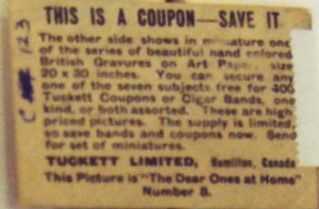 THIS IS A COUPON—SAVE IT
The other side shows in miniature one
of the series of beautiful hand colored
British Gravures on Art Paper, size
20 x 30 inches. You can secure any
one of the seven subjects free for 400
Tuckett Coupons or Cigar Bands, one
kind, or both assorted. These are high
priced pictures. The supply is limited,
so save bands and coupons now. Send
for set of miniatures.
TUCKETT LIMITED, Hamilton, Canada
This Picture is "The Dear Ones at Home"
Number 8.
123